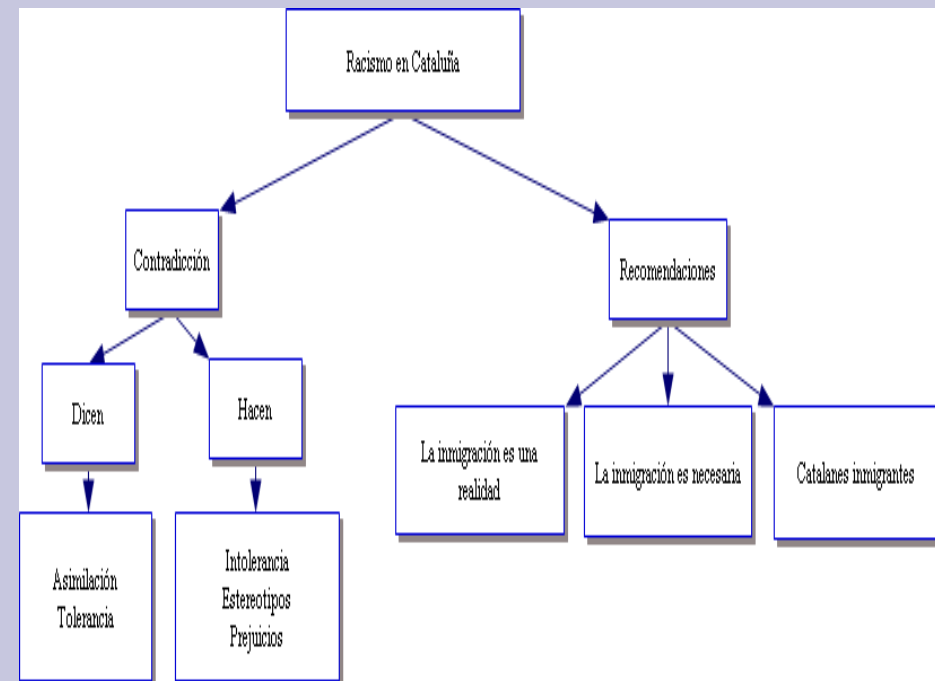 Racismo en Cataluña
Contradicción
Recomendaciones
Dicen
Hacen
La inmigración es una
realidad
La inmigración es necesaria
Catalanes inmigrantes
Asimilación
Tolerancia
Intolerancia
Estereotipos
Prejuicios